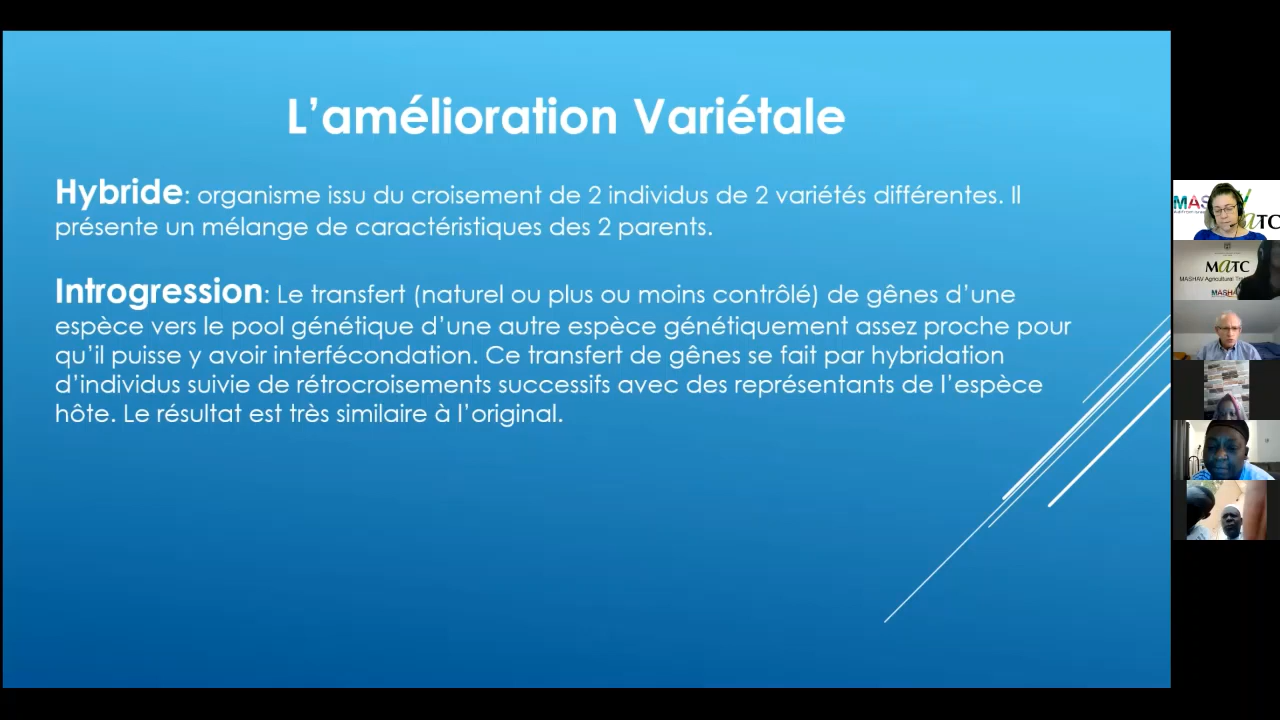 L'amélioration Variétale
Hybride: organisme issu du croisement de 2 individus de 2 variétés différentes. Il
présente un mélange de caractéristiques des 2 parents.
Introgression: Le transfert (naturel ou plus ou moins contrôlé) de gênes d'une
espèce vers le pool génétique d'une autre espèce génétiquement assez proche pour
qu'il puisse y avoir interfécondation. Ce transfert de gênes se fait par hybridation
d'individus suivie de rétrocroisements successifs avec des représentants de l'espèce
hôte. Le résultat est très similaire à l'original.
MATC
MASHAV Agricultural